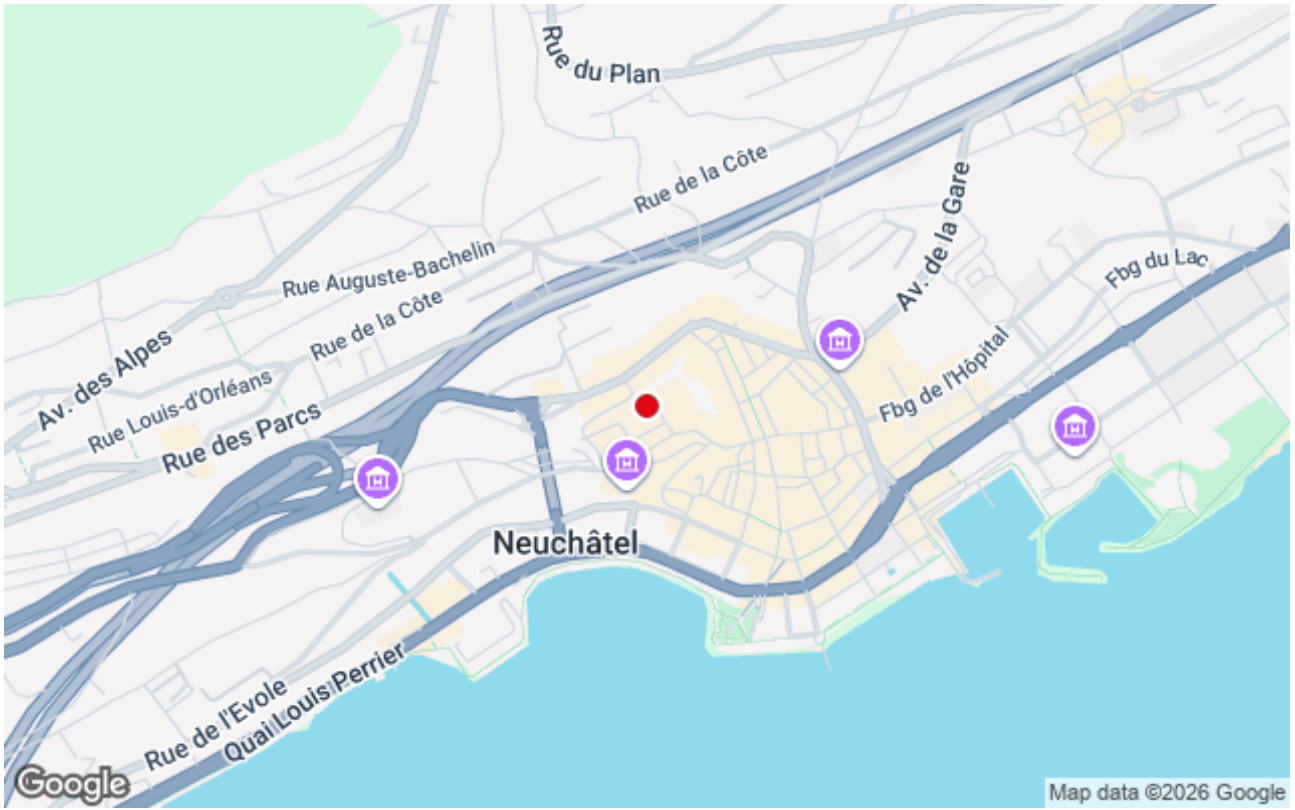 Rue du Plan
Rue de la Côte
Av. de la Gare
Rue Auguste-Bachelin
Fbg du Lac
Rue de la Côte
Av. des Alpes
Rue Louis-d'Orléans
Fbg de l'Hôpital
Rue des Parcs
Neuchâtel
Rue de l'Evole
Quai Louis Perrier
Google
Map data ©2026 Google